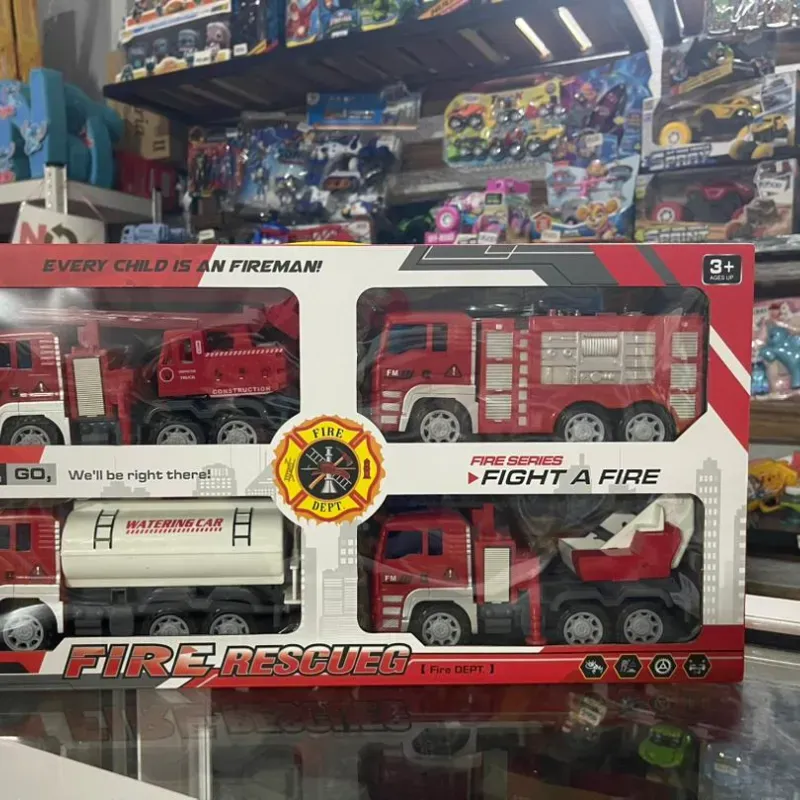 EVERY CHILD IS AN FIREMAN!
3+
AGES UP
CONSTRUCTION
FM
FIRE
DEPT.
GO, We'll be right there!
FIRE SERIES
FIGHT A FIRE
WATERING CAR
FM
FIRE RESCUEG
[ Fire DEPT. ]